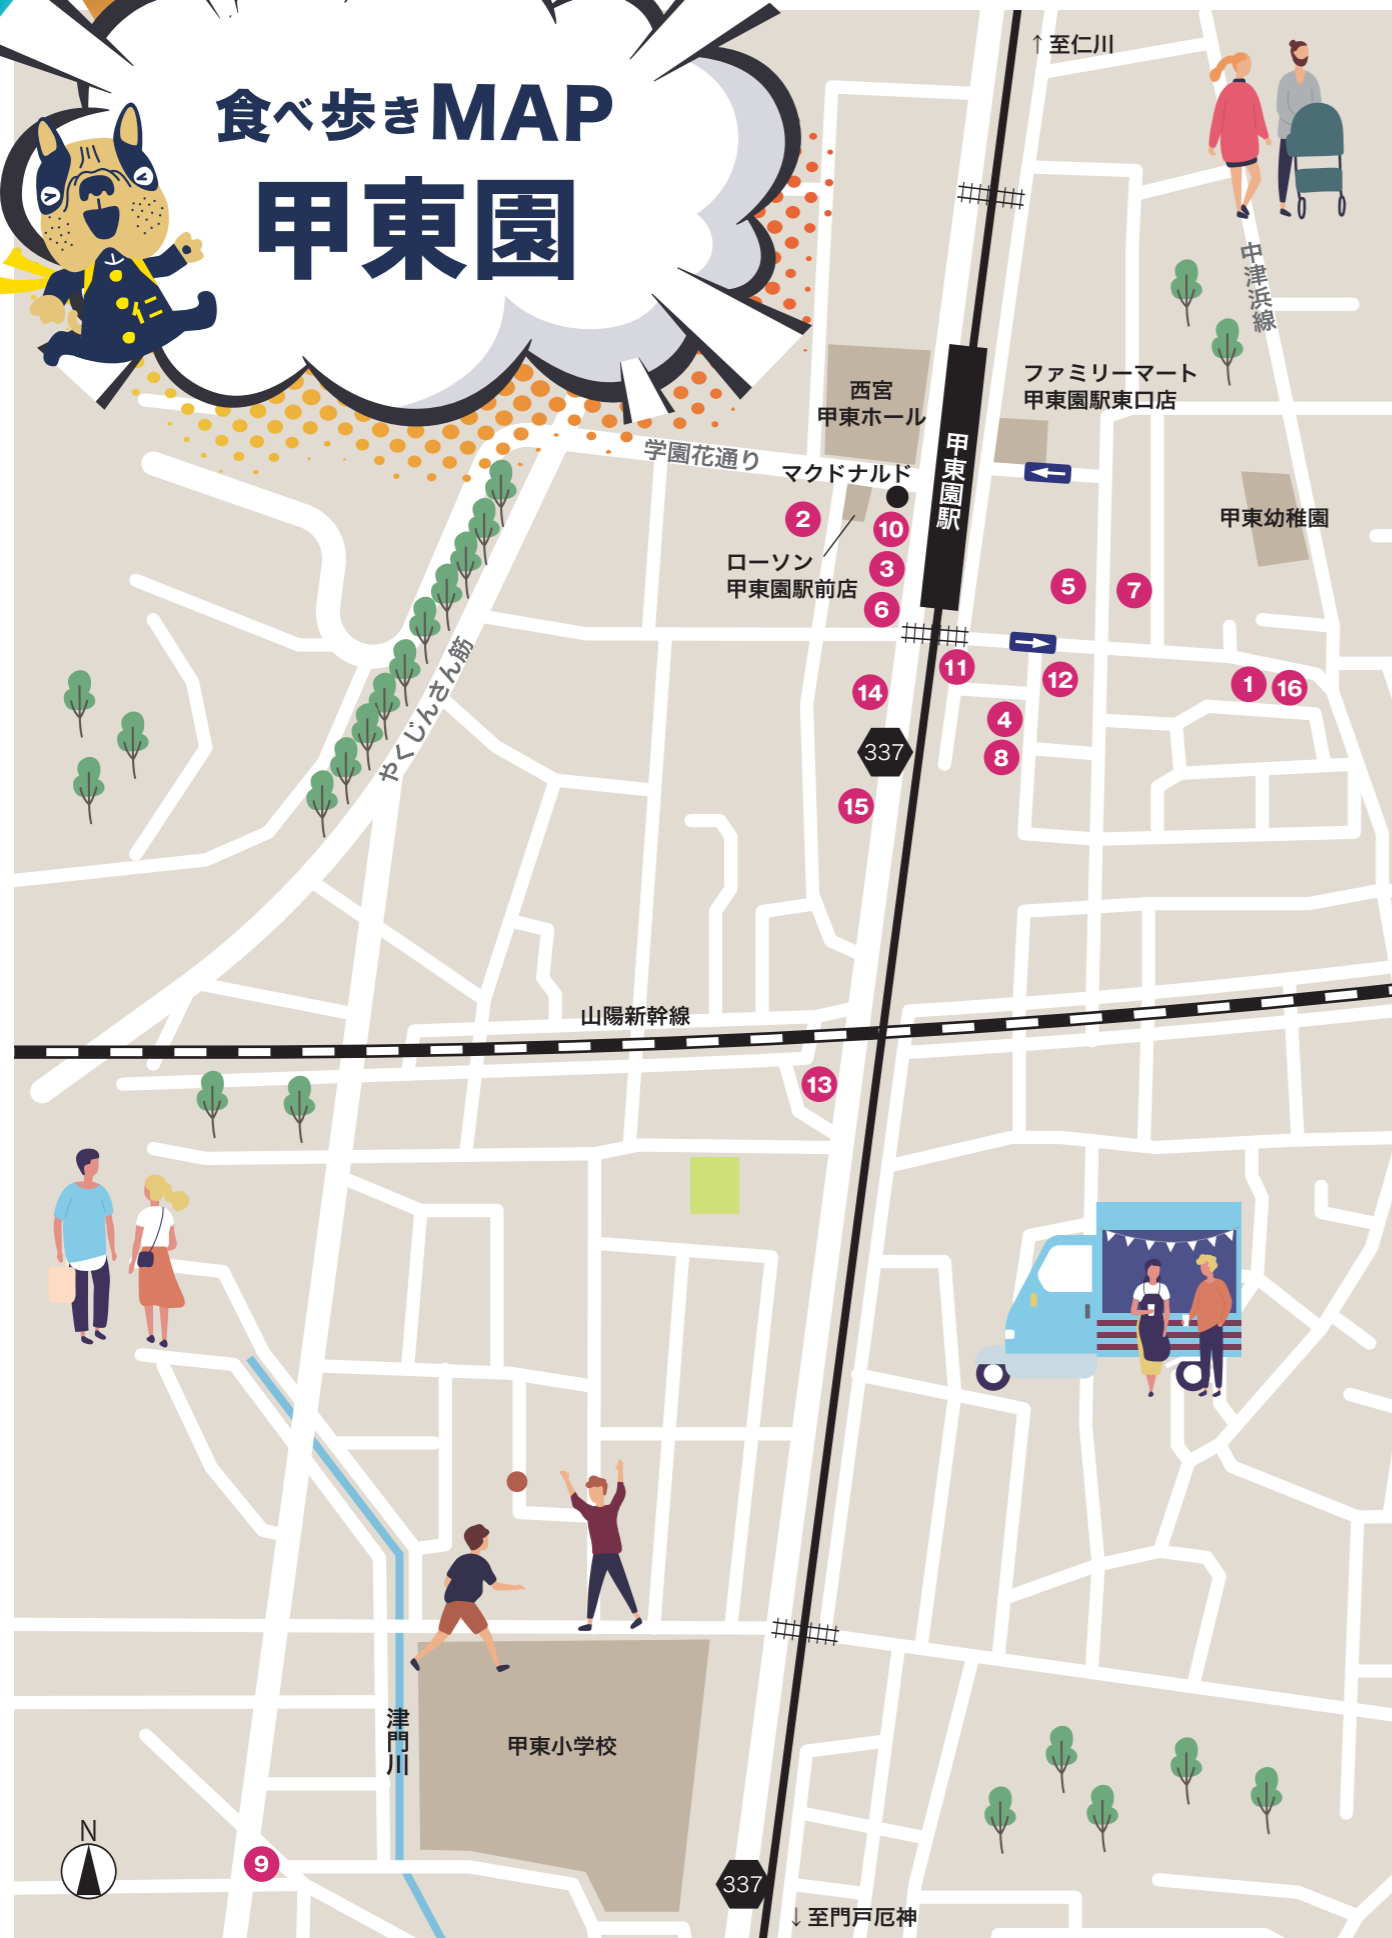 食べ歩きMAP
甲東園
仁
↑至仁川
中津浜線
ファミリーマート
甲東園駅東口店
西宮
甲東ホール
甲東園駅
学園花通り
マクドナルド
甲東幼稚園
2
10
ローソン
甲東園駅前店
3
6
5
7
やくじんさん筋
11
12
14
1
16
4
337
8
15
山陽新幹線
13
津門川
甲東小学校
N
9
337
↓至門戸厄神